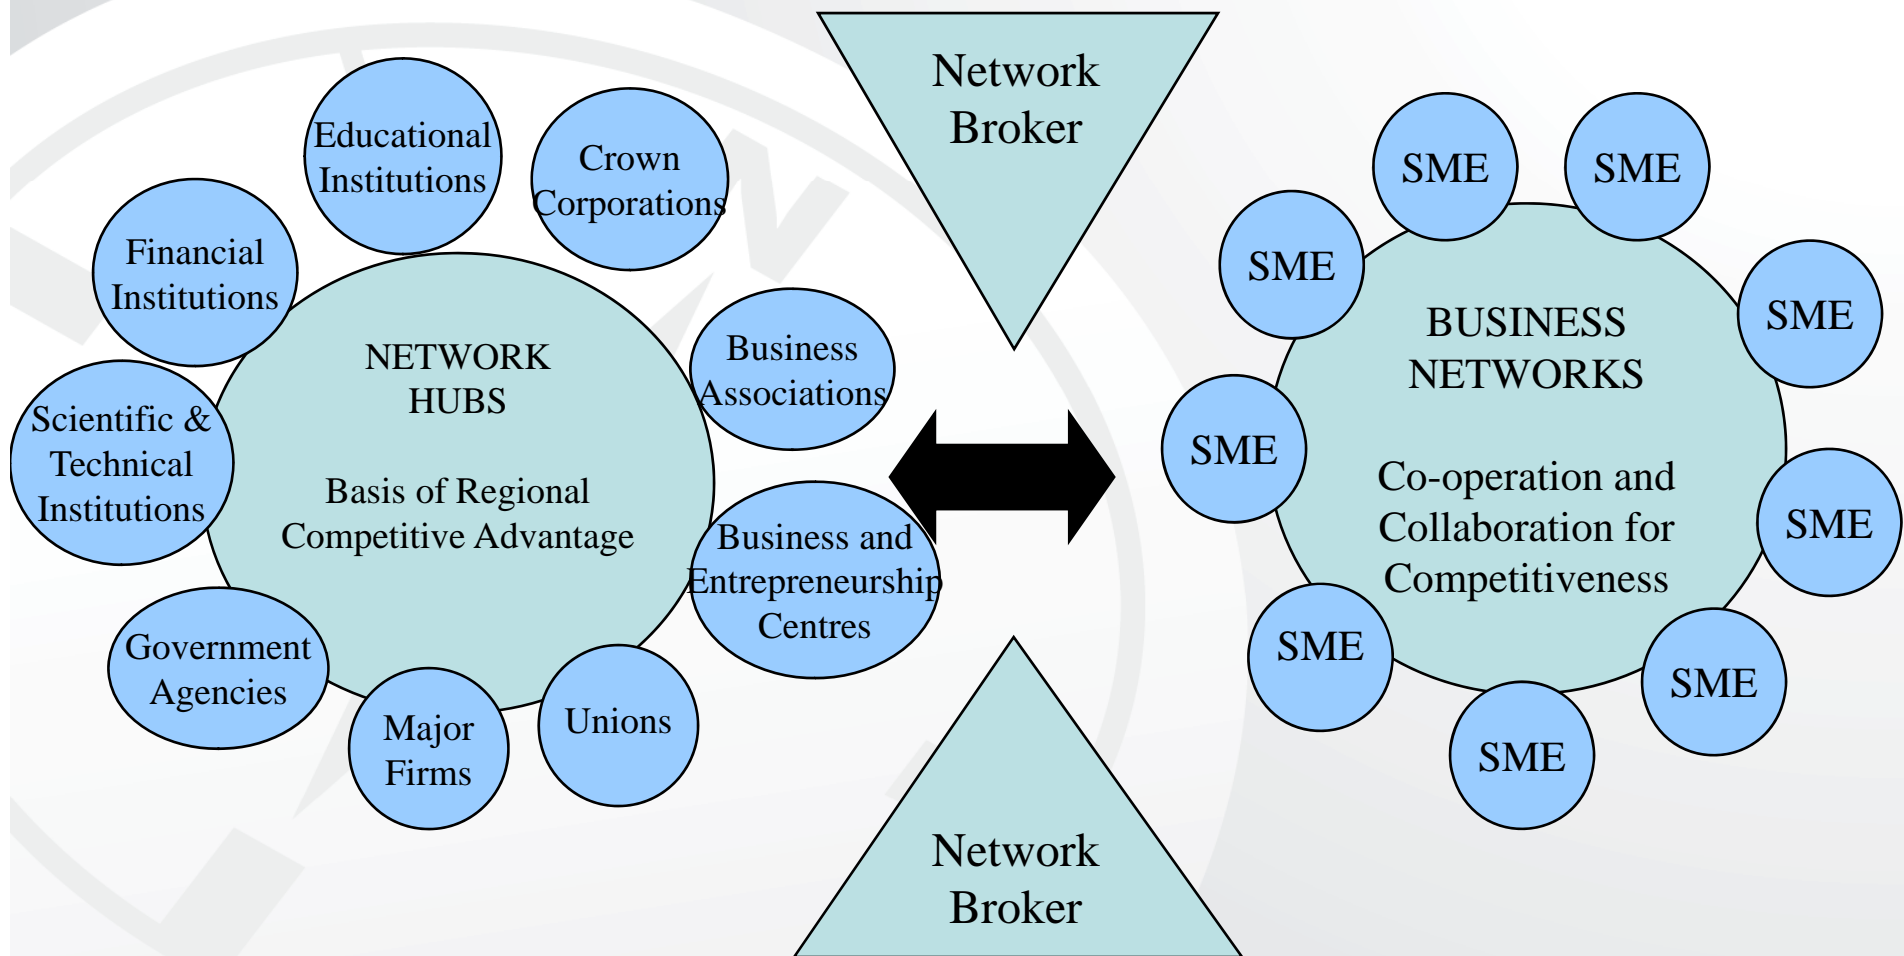 Network
Broker
Educational
Institutions
Crown
Corporations
Financial
Institutions
Business
Associations
NETWORK
HUBS
Basis of Regional
Competitive Advantage
Scientific &
Technical
Institutions
Business and
Entrepreneurship
Centres
Government
Agencies
Major
Firms
Unions
SME
SME
SME
SME
BUSINESS
NETWORKS
Co-operation and
Collaboration for
Competitiveness
SME
SME
SME
SME
SME
Network
Broker